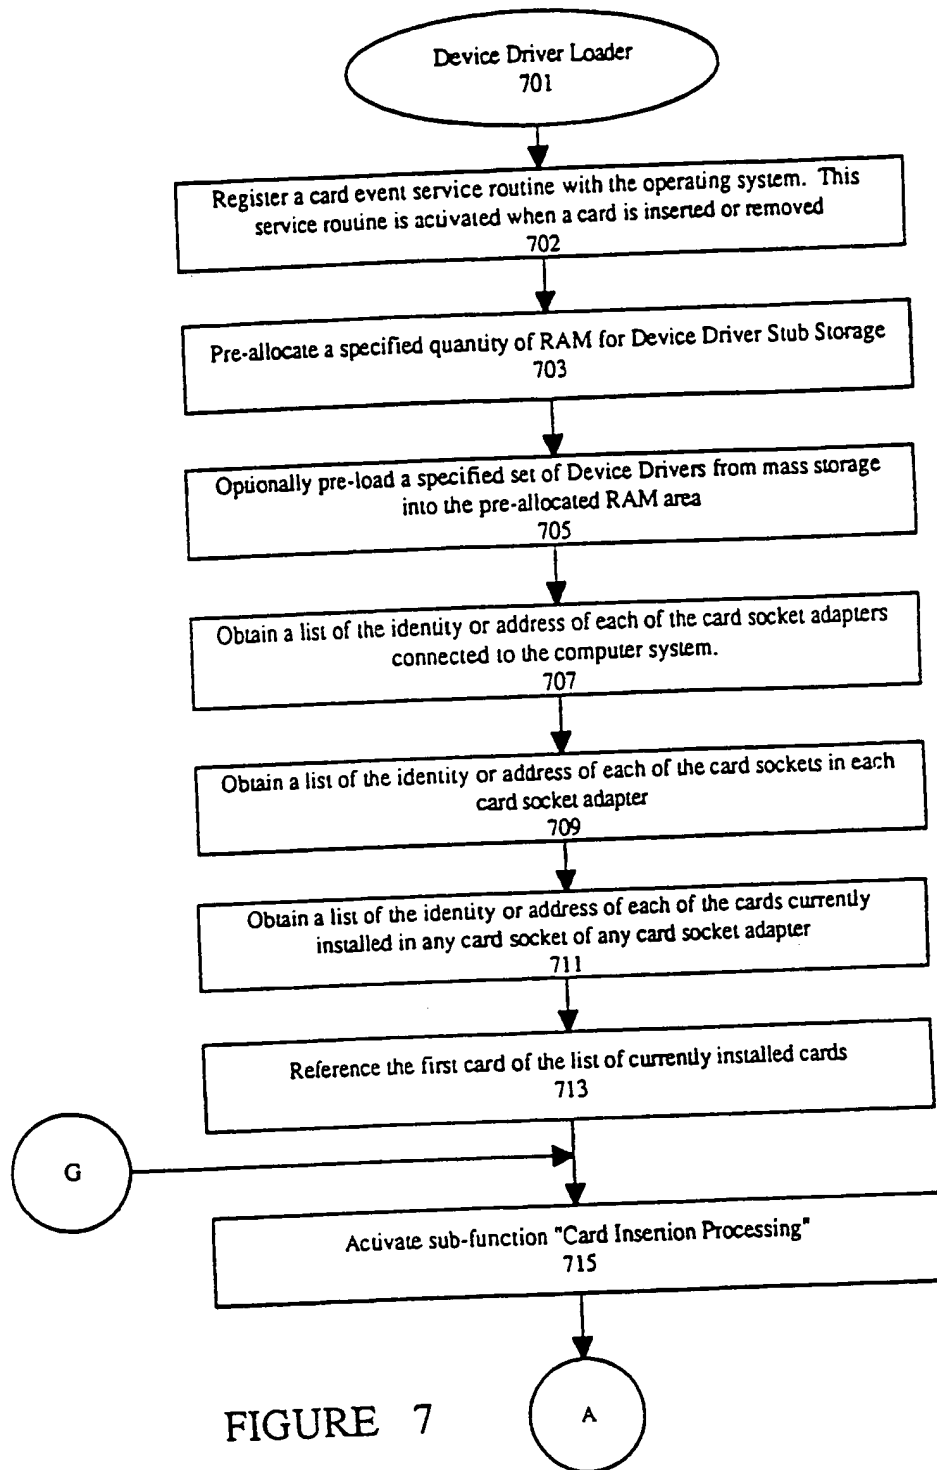 Device Driver Loader
701
Register a card event service routine with the operating system. This
service routine is activated when a card is inserted or removed
702
Pre-allocate a specified quantity of RAM for Device Driver Stub Storage
703
Optionally pre-load a specified set of Device Drivers from mass storage
into the pre-allocated RAM area
705
Obtain a list of the identity or address of each of the card socket adapters
connected to the computer system.
707
Obtain a list of the identity or address of each of the card sockets in each
card socket adapter
709
Obtain a list of the identity or address of each of the cards currently
installed in any card socket of any card socket adapter
711
Reference the first card of the list of currently installed cards
713
G
Activate sub-function "Card Insertion Processing"
715
A
FIGURE 7